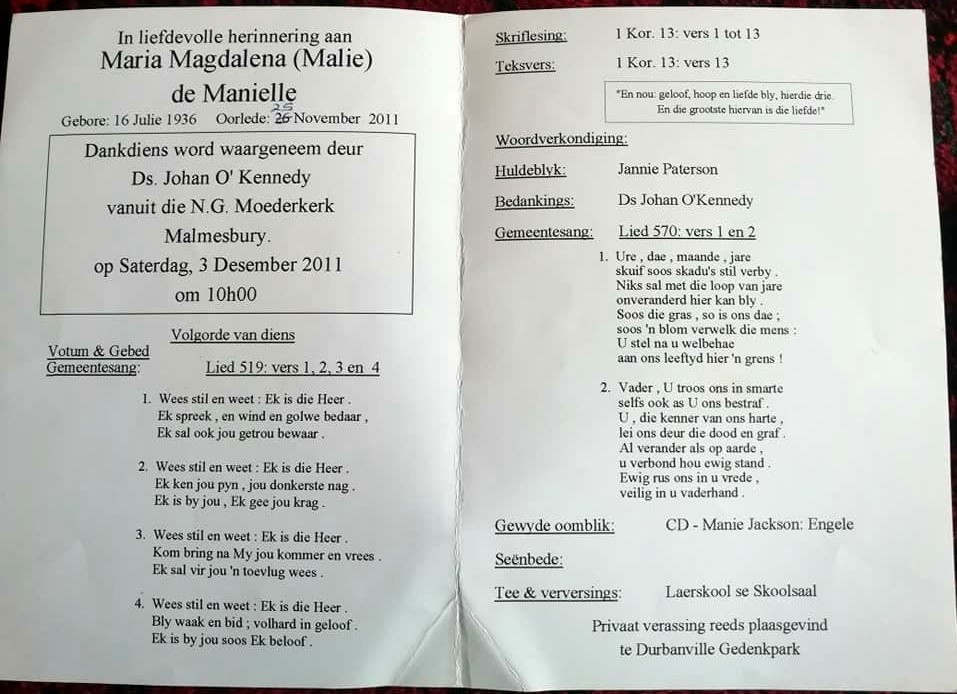 In liefdevolle herinnering aan
Maria Magdalena (Malie)
de Manielle
25
Gebore: 16 Julie 1936 Oorlede: 26 November 2011
Dankdiens word waargeneem deur
Ds. Johan O' Kennedy
vanuit die N.G. Moederkerk
Malmesbury.
op Saterdag, 3 Desember 2011
om 10h00
Volgorde van diens
Votum & Gebed
Gemeentesang: Lied 519: vers 1, 2, 3 en 4
1. Wees stil en weet : Ek is die Heer .
Ek spreek , en wind en golwe bedaar ,
Ek sal ook jou getrou bewaar .
2. Wees stil en weet : Ek is die Heer .
Ek ken jou pyn , jou donkerste nag .
Ek is by jou , Ek gee jou krag .
3. Wees stil en weet : Ek is die Heer .
Kom bring na My jou kommer en vrees .
Ek sal vir jou 'n toevlug wees .
4. Wees stil en weet : Ek is die Heer .
Bly waak en bid ; volhard in geloof .
Ek is by jou soos Ek beloof .
Skriflesing: 1 Kor. 13: vers 1 tot 13
Teksvers: 1 Kor. 13: vers 13
"En nou: geloof, hoop en liefde bly, hierdie drie.
En die grootste hiervan is die liefde!"
Woordverkondiging:
Huldeblyk: Jannie Paterson
Bedankings: Ds Johan O'Kennedy
Gemeentesang: Lied 570: vers 1 en 2
1. Ure , dae , maande , jare
skuif soos skadu's stil verby .
Niks sal met die loop van jare
onveranderd hier kan bly .
Soos die gras , so is ons dae ;
soos 'n blom verwelk die mens :
U stel na u welbehae
aan ons leeftyd hier 'n grens !
2. Vader , U troos ons in smarte
selfs ook as U ons bestraf .
U , die kenner van ons harte ,
lei ons deur die dood en graf .
Al verander als op aarde ,
u verbond hou ewig stand .
Ewig rus ons in u vrede ,
veilig in u vaderhand .
Gewyde oomblik: CD - Manie Jackson: Engele
Seënbede:
Tee & verversings: Laerskool se Skoolsaal
Privaat verassing reeds plaasgevind
te Durbanville Gedenkpark